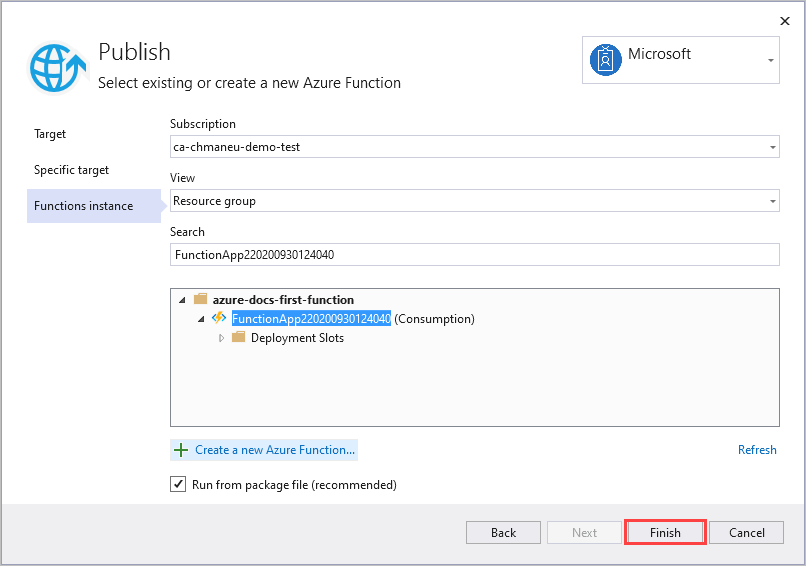 Publish
Select existing or create a new Azure Function
Microsoft
Target
Specific target
Functions instance
Subscription
ca-chmaneu-demo-test
View
Resource group
Search
FunctionApp220200930124040
azure-docs-first-function
FunctionApp220200930124040 (Consumption)
Deployment Slots
Create a new Azure Function...
Refresh
Run from package file (recommended)
Back
Next
Finish
Cancel